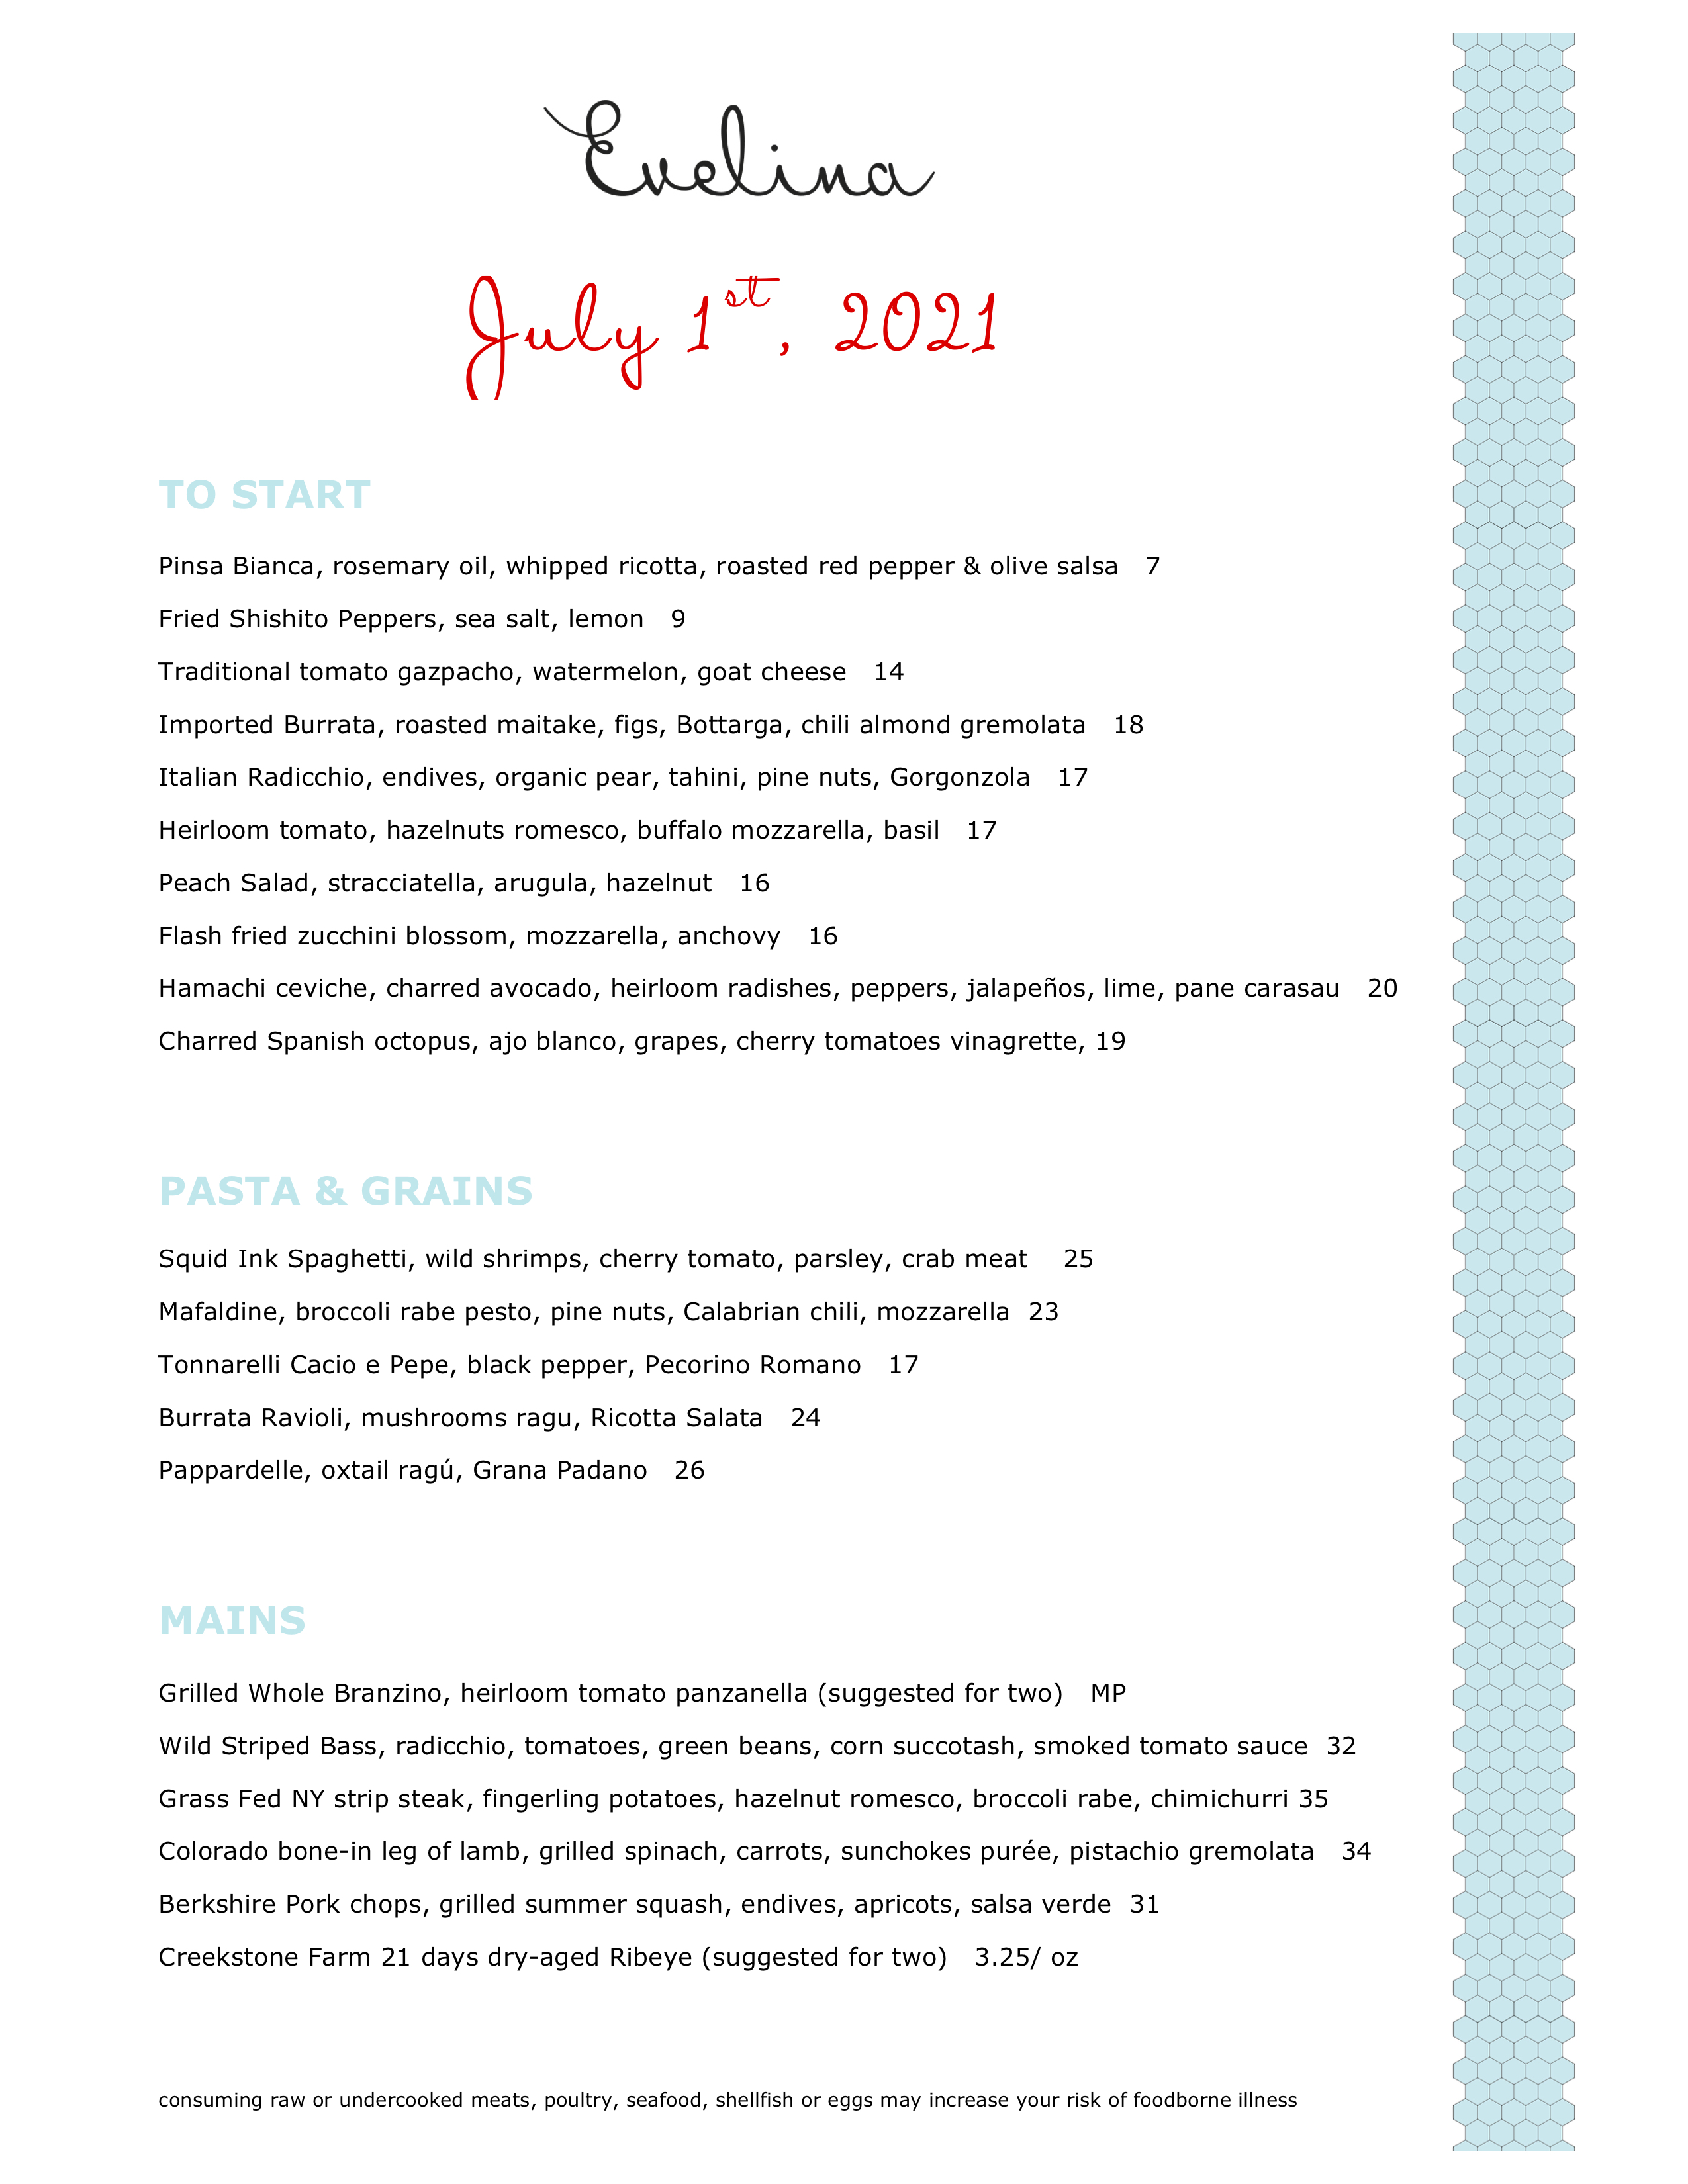 Evelina
July 1st, 2021
TO START
Pinsa Bianca, rosemary oil, whipped ricotta, roasted red pepper & olive salsa 7
Fried Shishito Peppers, sea salt, lemon 9
Traditional tomato gazpacho, watermelon, goat cheese 14
Imported Burrata, roasted maitake, figs, Bottarga, chili almond gremolata 18
Italian Radicchio, endives, organic pear, tahini, pine nuts, Gorgonzola 17
Heirloom tomato, hazelnuts romesco, buffalo mozzarella, basil 17
Peach Salad, stracciatella, arugula, hazelnut 16
Flash fried zucchini blossom, mozzarella, anchovy 16
Hamachi ceviche, charred avocado, heirloom radishes, peppers, jalapeños, lime, pane carasau 20
Charred Spanish octopus, ajo blanco, grapes, cherry tomatoes vinagrette, 19
PASTA & GRAINS
Squid Ink Spaghetti, wild shrimps, cherry tomato, parsley, crab meat 25
Mafaldine, broccoli rabe pesto, pine nuts, Calabrian chili, mozzarella 23
Tonnarelli Cacio e Pepe, black pepper, Pecorino Romano 17
Burrata Ravioli, mushrooms ragu, Ricotta Salata 24
Pappardelle, oxtail ragú, Grana Padano 26
MAINS
Grilled Whole Branzino, heirloom tomato panzanella (suggested for two) MP
Wild Striped Bass, radicchio, tomatoes, green beans, corn succotash, smoked tomato sauce 32
Grass Fed NY strip steak, fingerling potatoes, hazelnut romesco, broccoli rabe, chimichurri 35
Colorado bone-in leg of lamb, grilled spinach, carrots, sunchokes purée, pistachio gremolata 34
Berkshire Pork chops, grilled summer squash, endives, apricots, salsa verde 31
Creekstone Farm 21 days dry-aged Ribeye (suggested for two) 3.25/ oz
consuming raw or undercooked meats, poultry, seafood, shellfish or eggs may increase your risk of foodborne illness